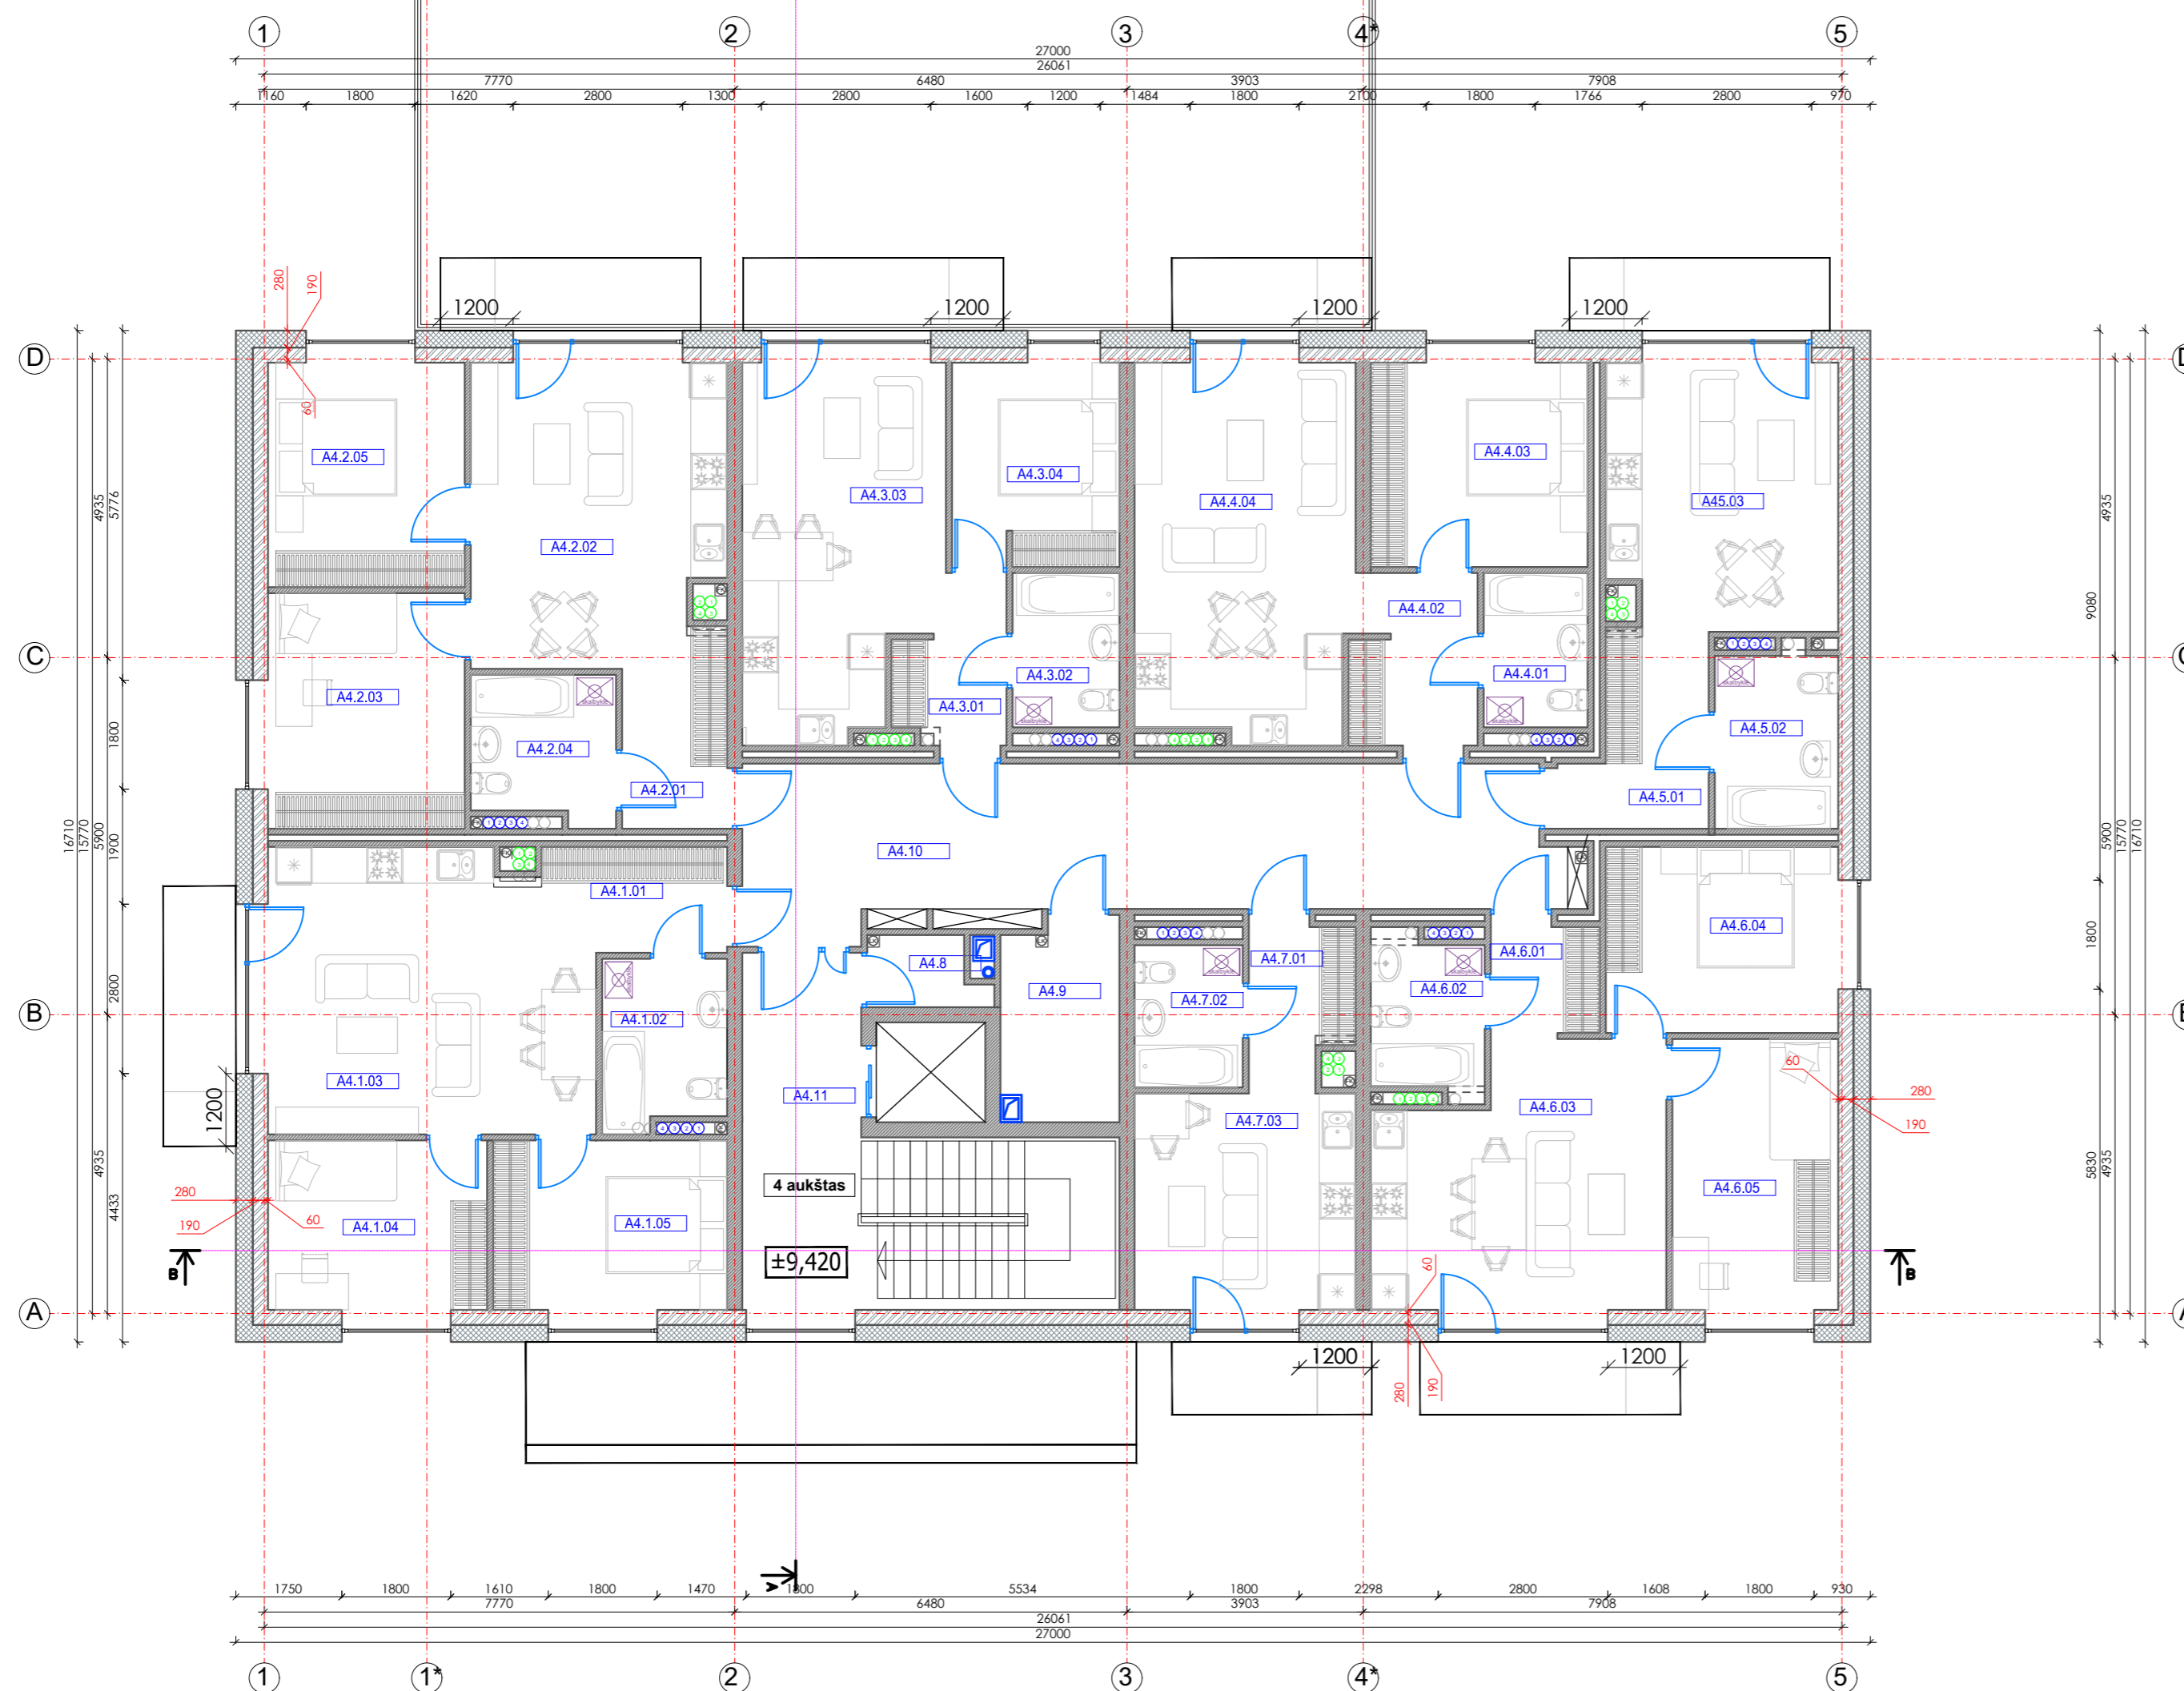 1 2 3 4* 5
27000
26061
7770 6480 3903 7908
1160 1800 1620 2800 1300 2800 1600 1200 1484 1800 2100 1800 1766 2800 970
280 190
1200 1200 1200 1200
D
60
A4.2.05 A4.3.03 A4.3.04 A4.4.04 A4.4.03 A45.03
A4.2.02
4935 5776
4935
9080
A4.4.02
C
A4.2.03 A4.3.02 A4.4.01
A4.3.01
skalbyklė
A4.2.04 A4.5.02
A4.2.01 A4.5.01
16710 15770 5900 1900 1800
5900 15770 16710
A4.10
A4.1.01
A4.6.04
A4.8 A4.7.01 A4.6.01
A4.9 A4.7.02 A4.6.02
2800
1800
B
A4.1.02
A4.1.03 A4.11 A4.6.03
1200
A4.7.03
60 280
190
4935 4433
5830 4935
4 aukštas
280 190 60
A4.1.04 A4.1.05 A4.6.05
±9,420
B B
60
A
1200 1200
280 190
A
1750 1800 1610 1800 1470 1800 5534 1800 2298 2800 1608 1800 930
7770 6480 3903 7908
26061
27000
1 1* 2 3 4* 5